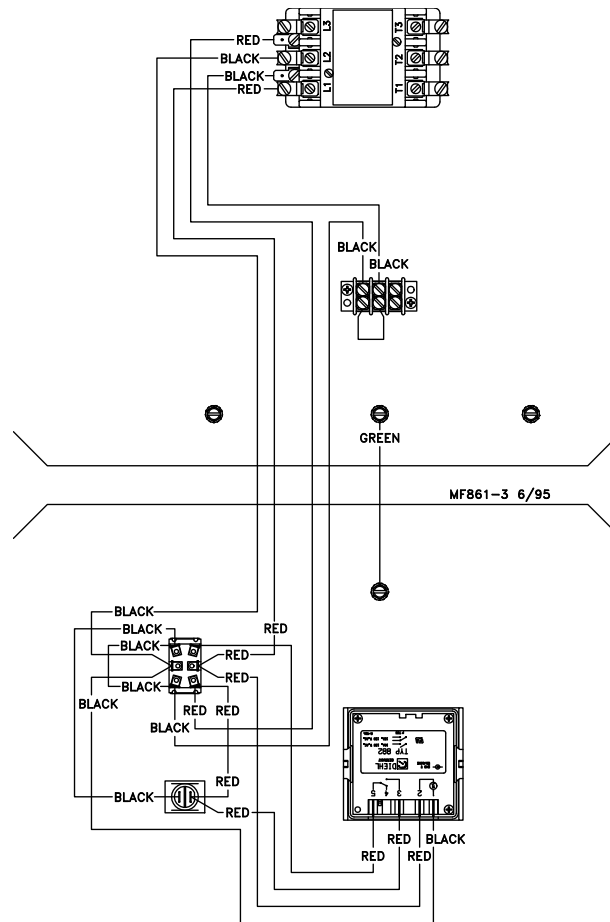 RED
BLACK
BLACK
RED
L3
L2
L1
T3
T2
T1
BLACK
BLACK
GREEN
MF861-3 6/95
BLACK
BLACK
RED
BLACK
RED
RED
BLACK
BLACK
RED
RED
BLACK
TYP 882
DIEHL
BLACK
RED
RED
5
4
3
2
1
RED
RED
RED
BLACK